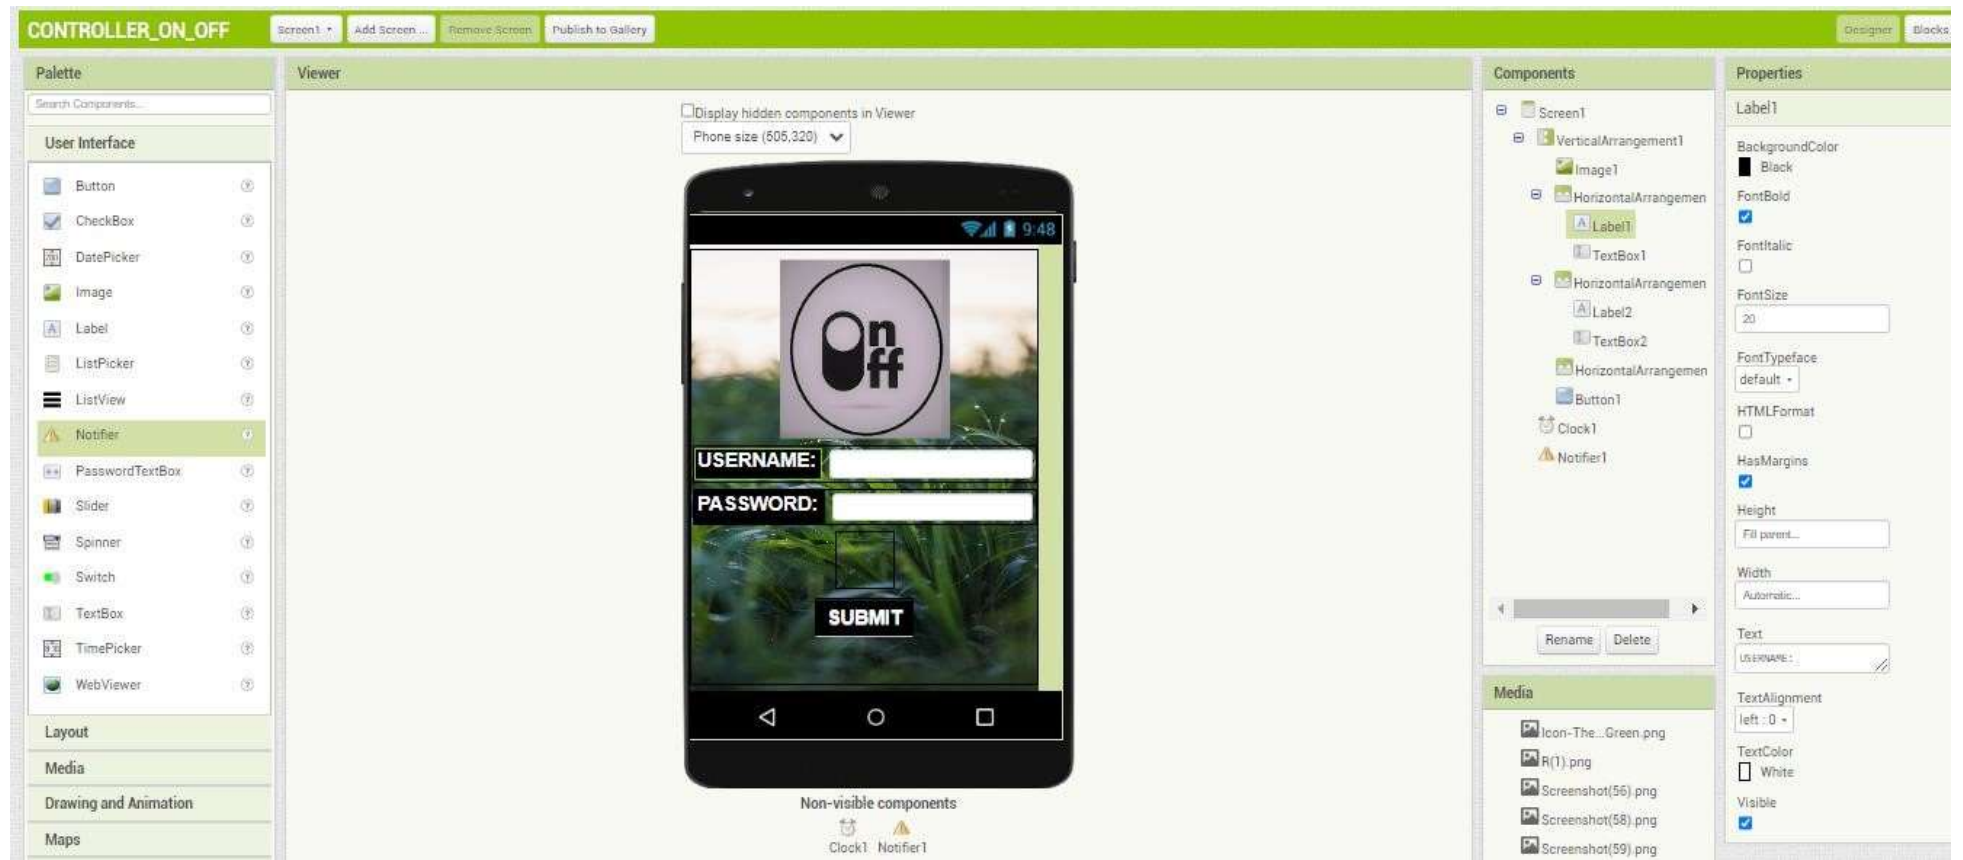 CONTROLLER_ON_OFF
Screen1
Add Screen ...
Remove Screen
Publish to Gallery
Designer
Blocks
Palette
Search Components...
User Interface
Button
CheckBox
DatePicker
Image
Label
ListPicker
ListView
Notifier
PasswordTextBox
Slider
Spinner
Switch
TextBox
TimePicker
WebViewer
Layout
Media
Drawing and Animation
Maps
Viewer
Display hidden components in Viewer
Phone size (505,320)
9:48
On
Off
USERNAME:
PASSWORD:
SUBMIT
Non-visible components
Clock1 Notifier1
Components
Screen1
VerticalArrangement1
Image1
HorizontalArrangemen
Label1
TextBox1
HorizontalArrangemen
Label2
TextBox2
HorizontalArrangemen
Button1
Clock1
Notifier1
Rename
Delete
Media
Icon-The...Green.png
R(1).png
Screenshot(56).png
Screenshot(58).png
Screenshot(59).png
Properties
Label1
BackgroundColor
Black
FontBold
FontItalic
FontSize
20
FontTypeface
default
HTMLFormat
HasMargins
Height
Fill parent...
Width
Automatic...
Text
USERNAME:
TextAlignment
left : 0
TextColor
White
Visible